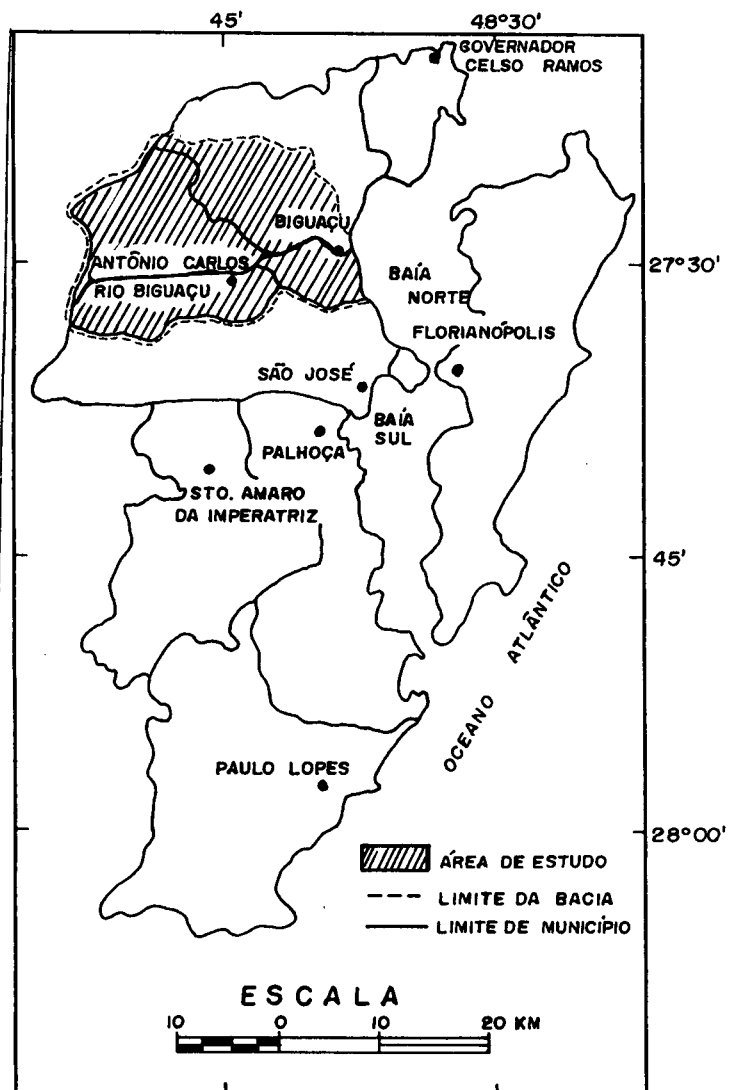 45'
48°30'
GOVERNADOR
CELSO RAMOS
BIGUAÇU
ANTÔNIO CARLOS
RIO BIGUAÇU
BAÍA
NORTE
27°30'
FLORIANÓPOLIS
SÃO JOSÉ
BAÍA
SUL
PALHOÇA
STO. AMARO
DA IMPERATRIZ
45'
OCEANO ATLÂNTICO
PAULO LOPES
28°00'
ÁREA DE ESTUDO
LIMITE DA BACIA
LIMITE DE MUNICÍPIO
ESCALA
10 0 10 20 KM